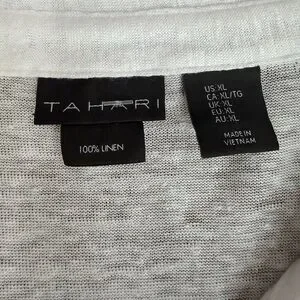 TAHARI
100% LINEN
US:XL
CA:XL/TG
UK:XL
EU:XL
AU:XL
MADE IN
VIETNAM